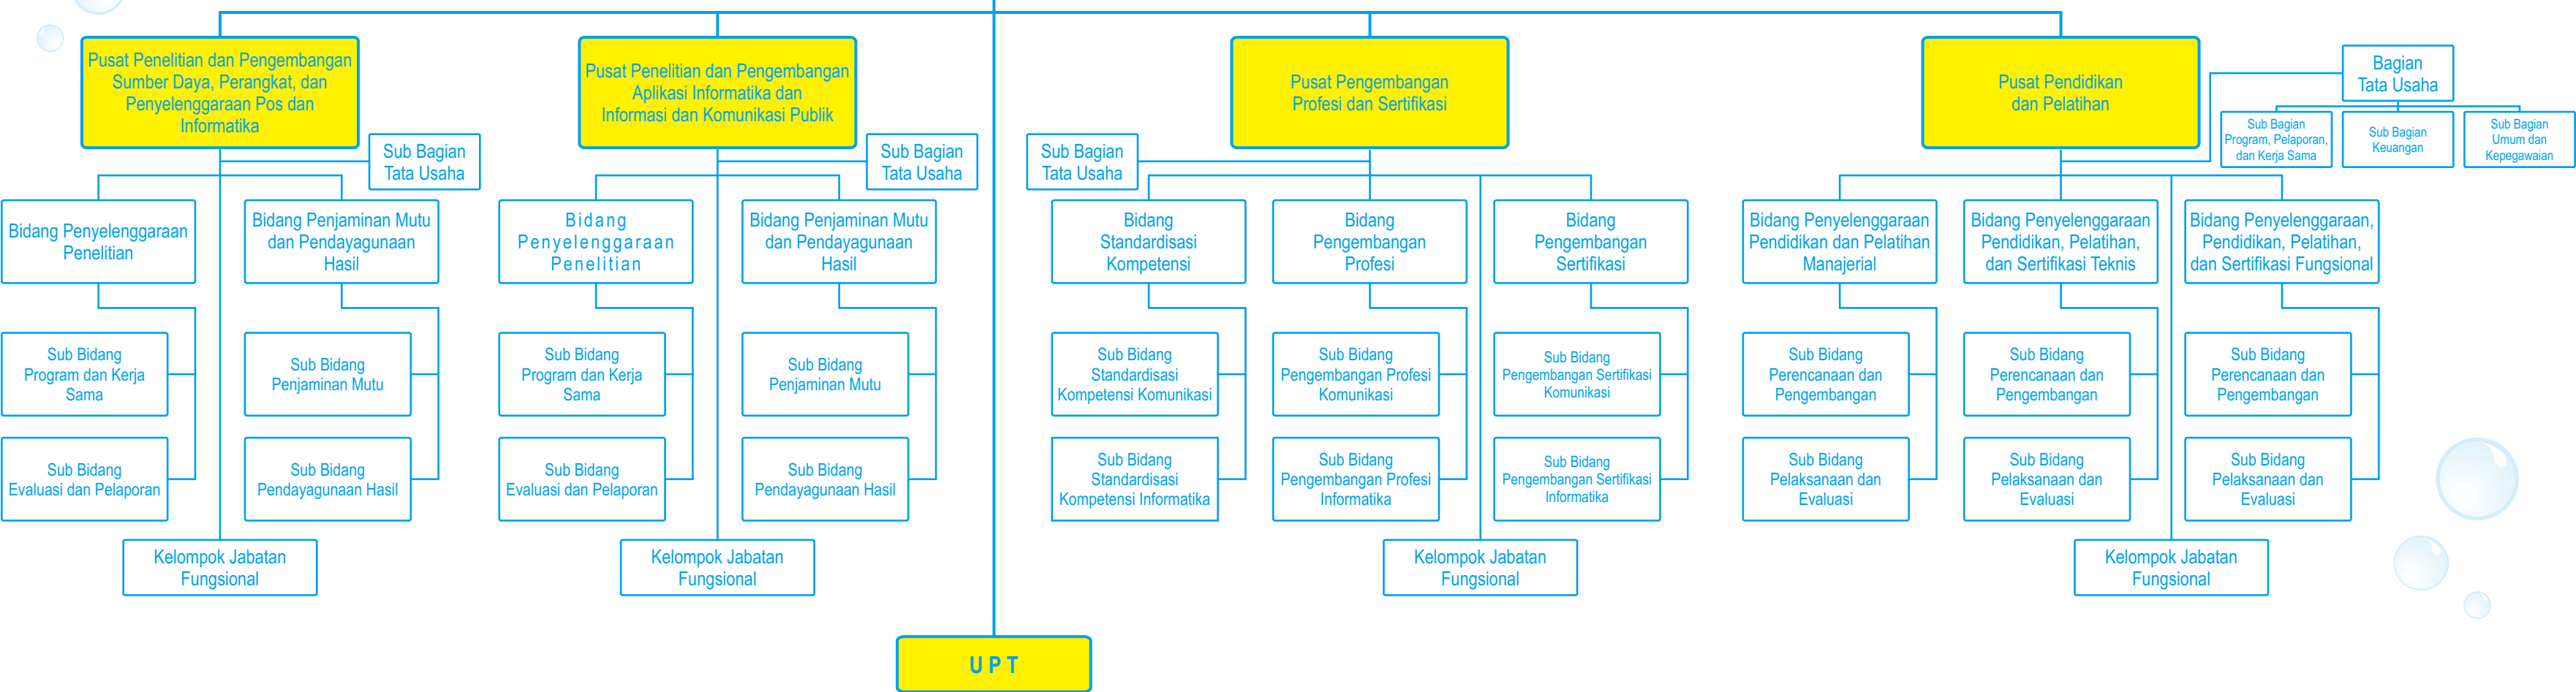 Pusat Penelitian dan Pengembangan
Sumber Daya, Perangkat, dan
Penyelenggaraan Pos dan
Informatika
Sub Bagian
Tata Usaha
Bidang Penyelenggaraan
Penelitian
Bidang Penjaminan Mutu
dan Pendayagunaan
Hasil
Sub Bidang
Program dan Kerja
Sama
Sub Bidang
Penjaminan Mutu
Sub Bidang
Evaluasi dan Pelaporan
Sub Bidang
Pendayagunaan Hasil
Kelompok Jabatan
Fungsional
Pusat Penelitian dan Pengembangan
Aplikasi Informatika dan
Informasi dan Komunikasi Publik
Sub Bagian
Tata Usaha
Bidang
Penyelenggaraan
Penelitian
Bidang Penjaminan Mutu
dan Pendayagunaan
Hasil
Sub Bidang
Program dan Kerja
Sama
Sub Bidang
Penjaminan Mutu
Sub Bidang
Evaluasi dan Pelaporan
Sub Bidang
Pendayagunaan Hasil
Kelompok Jabatan
Fungsional
Pusat Pengembangan
Profesi dan Sertifikasi
Sub Bagian
Tata Usaha
Bidang
Standardisasi
Kompetensi
Bidang
Pengembangan
Profesi
Bidang
Pengembangan
Sertifikasi
Sub Bidang
Standardisasi
Kompetensi Komunikasi
Sub Bidang
Pengembangan Profesi
Komunikasi
Sub Bidang
Pengembangan Sertifikasi
Komunikasi
Sub Bidang
Standardisasi
Kompetensi Informatika
Sub Bidang
Pengembangan Profesi
Informatika
Sub Bidang
Pengembangan Sertifikasi
Informatika
Kelompok Jabatan
Fungsional
Pusat Pendidikan
dan Pelatihan
Bagian
Tata Usaha
Sub Bagian
Program, Pelaporan,
dan Kerja Sama
Sub Bagian
Keuangan
Sub Bagian
Umum dan
Kepegawaian
Bidang Penyelenggaraan
Pendidikan dan Pelatihan
Manajerial
Bidang Penyelenggaraan
Pendidikan, Pelatihan,
dan Sertifikasi Teknis
Bidang Penyelenggaraan,
Pendidikan, Pelatihan,
dan Sertifikasi Fungsional
Sub Bidang
Perencanaan dan
Pengembangan
Sub Bidang
Perencanaan dan
Pengembangan
Sub Bidang
Perencanaan dan
Pengembangan
Sub Bidang
Pelaksanaan dan
Evaluasi
Sub Bidang
Pelaksanaan dan
Evaluasi
Sub Bidang
Pelaksanaan dan
Evaluasi
Kelompok Jabatan
Fungsional
U P T